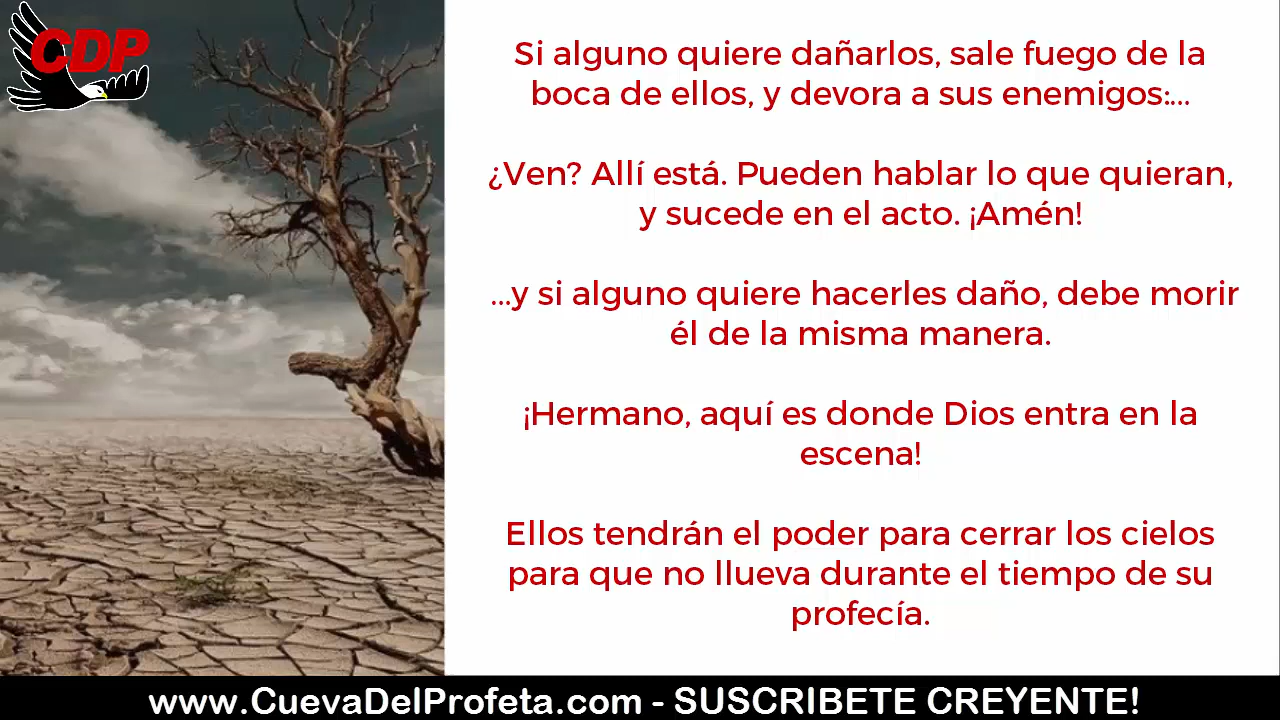 CDP
Si alguno quiere dañarlos, sale fuego de la
boca de ellos, y devora a sus enemigos:...
¿Ven? Allí está. Pueden hablar lo que quieran,
y sucede en el acto. ¡Amén!
...y si alguno quiere hacerles daño, debe morir
él de la misma manera.
¡Hermano, aquí es donde Dios entra en la
escena!
Ellos tendrán el poder para cerrar los cielos
para que no llueva durante el tiempo de su
profecía.
www.CuevaDelProfeta.com - SUSCRIBETE CREYENTE!